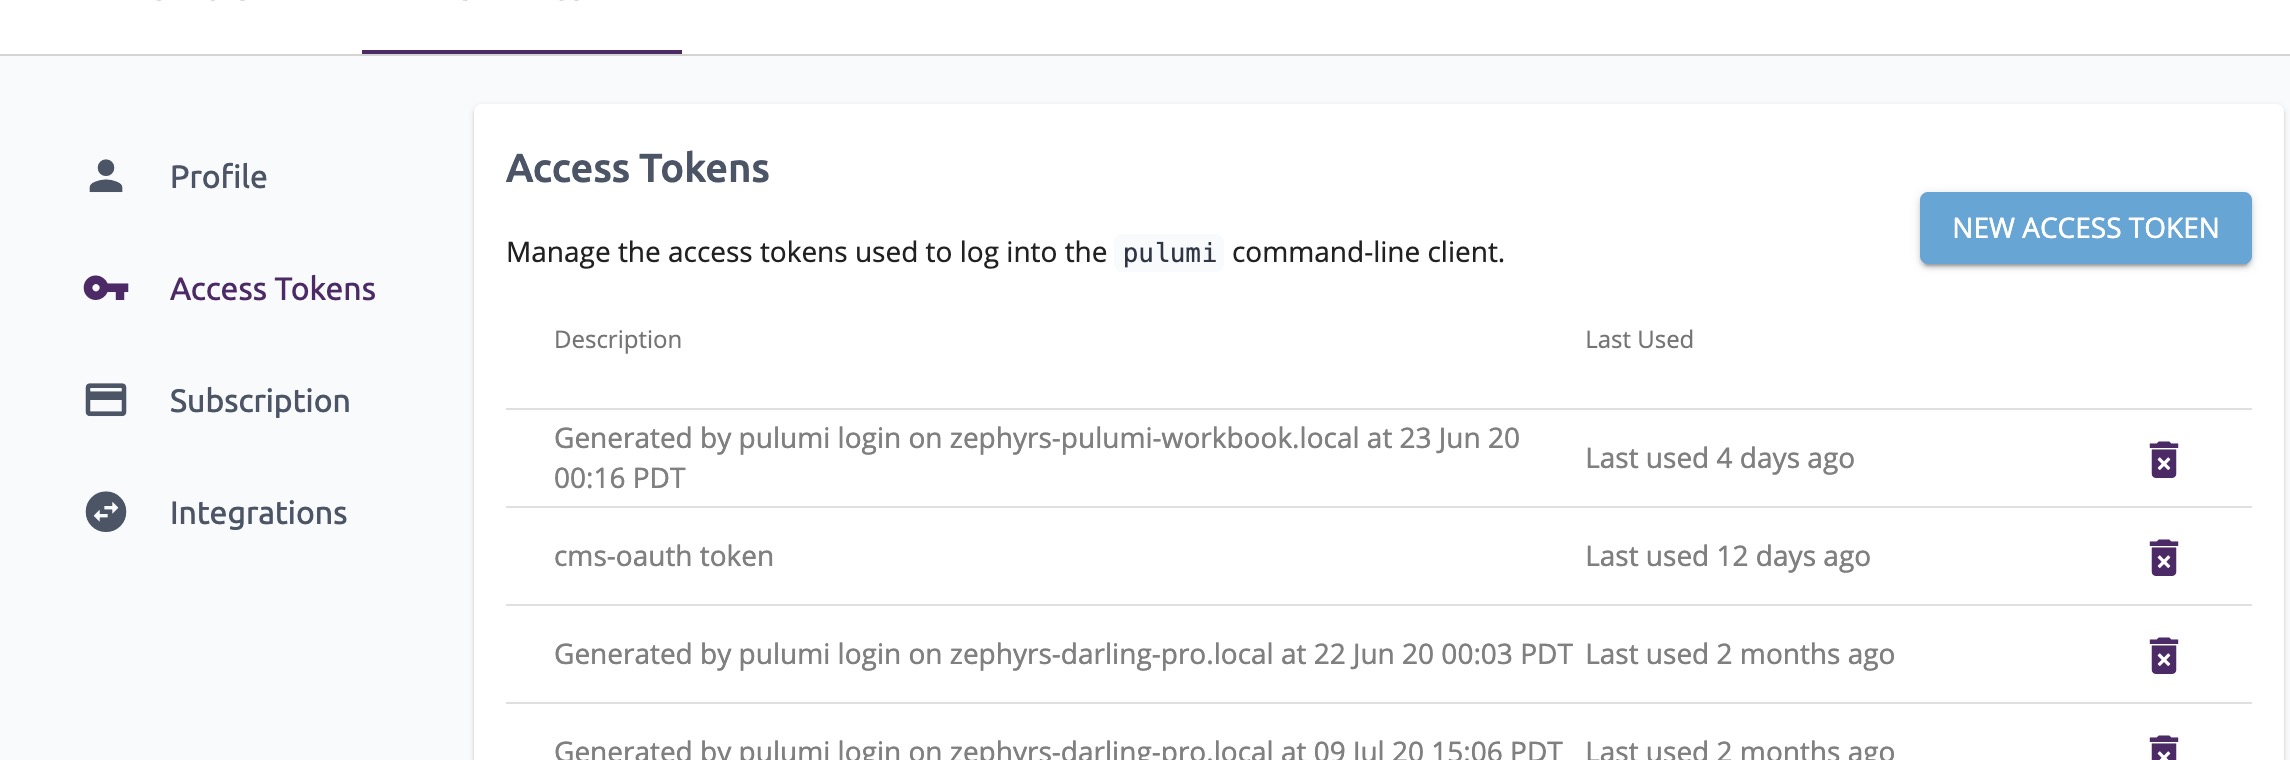 Profile
Access Tokens
Subscription
Integrations
Access Tokens
Manage the access tokens used to log into the pulumi command-line client.
NEW ACCESS TOKEN
Description Last Used
Generated by pulumi login on zephyrs-pulumi-workbook.local at 23 Jun 20
00:16 PDT
Last used 4 days ago
cms-oauth token Last used 12 days ago
Generated by pulumi login on zephyrs-darling-pro.local at 22 Jun 20 00:03 PDT Last used 2 months ago
Generated by pulumi login on zephyrs-darling-pro.local at 09 Jul 20 15:06 PDT Last used 2 months ago